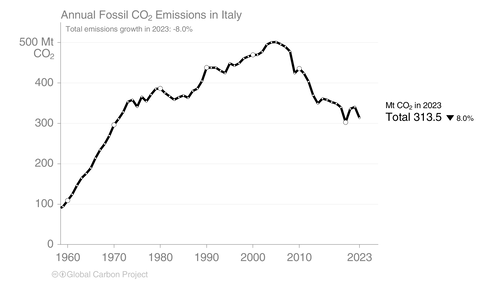 Annual Fossil CO₂ Emissions in Italy
Total emissions growth in 2023: -8.0%
500 Mt
CO₂
400
300
200
100
0
1960 1970 1980 1990 2000 2010 2023
Mt CO₂ in 2023
Total 313.5 ▼ 8.0%
Global Carbon Project